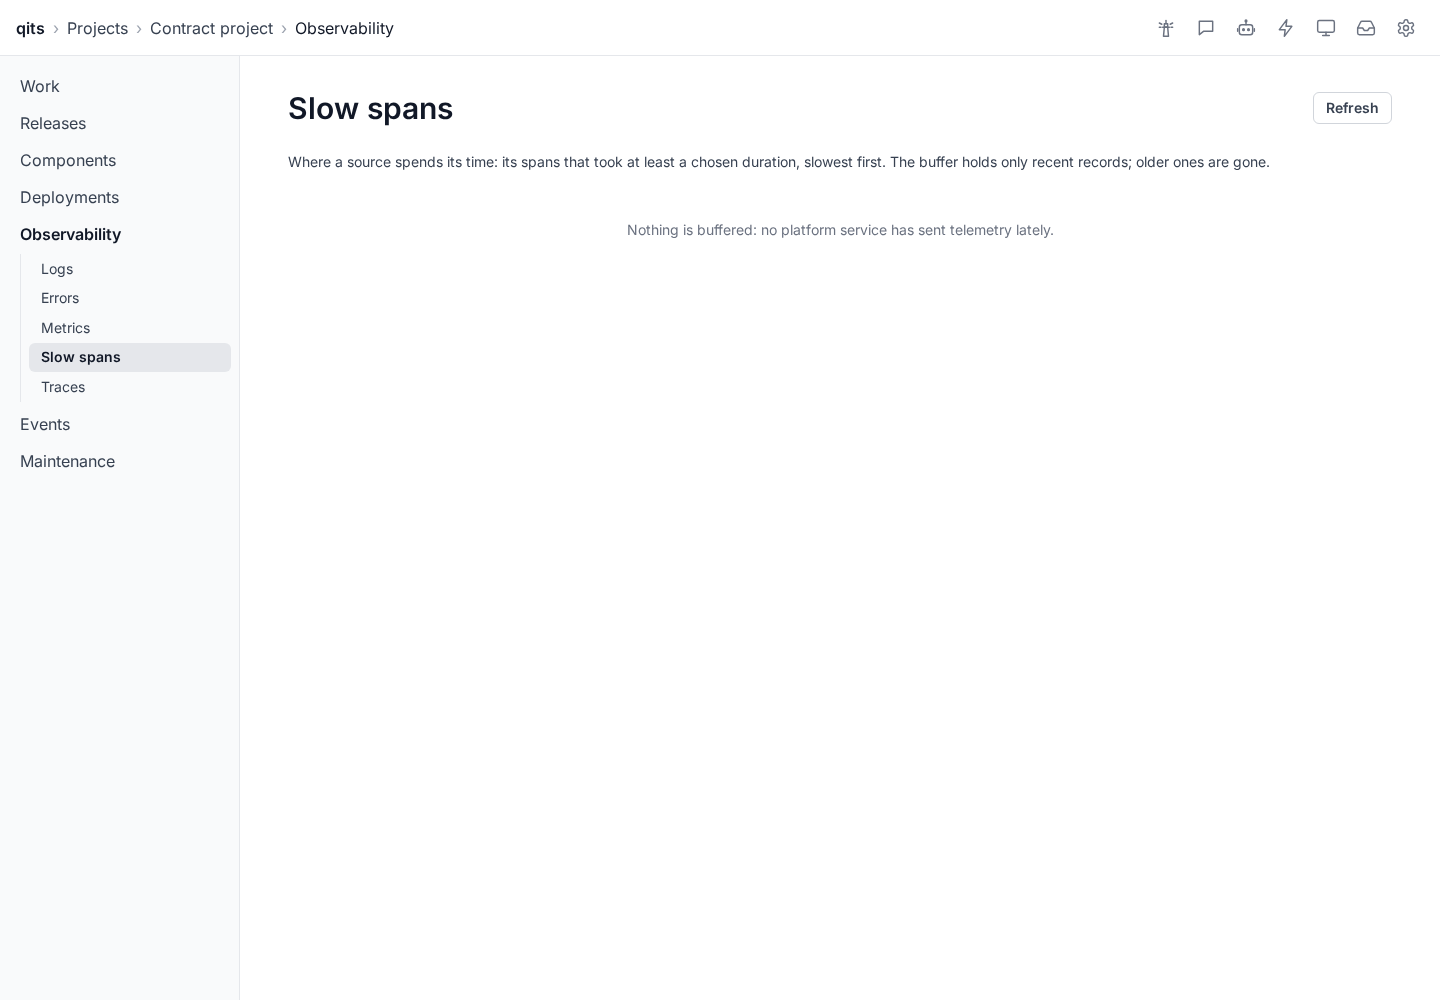 qits › Projects › Contract project › Observability
Work
Releases
Components
Deployments
Observability
Logs
Errors
Metrics
Slow spans
Traces
Events
Maintenance
Slow spans
Refresh
Where a source spends its time: its spans that took at least a chosen duration, slowest first. The buffer holds only recent records; older ones are gone.
Nothing is buffered: no platform service has sent telemetry lately.